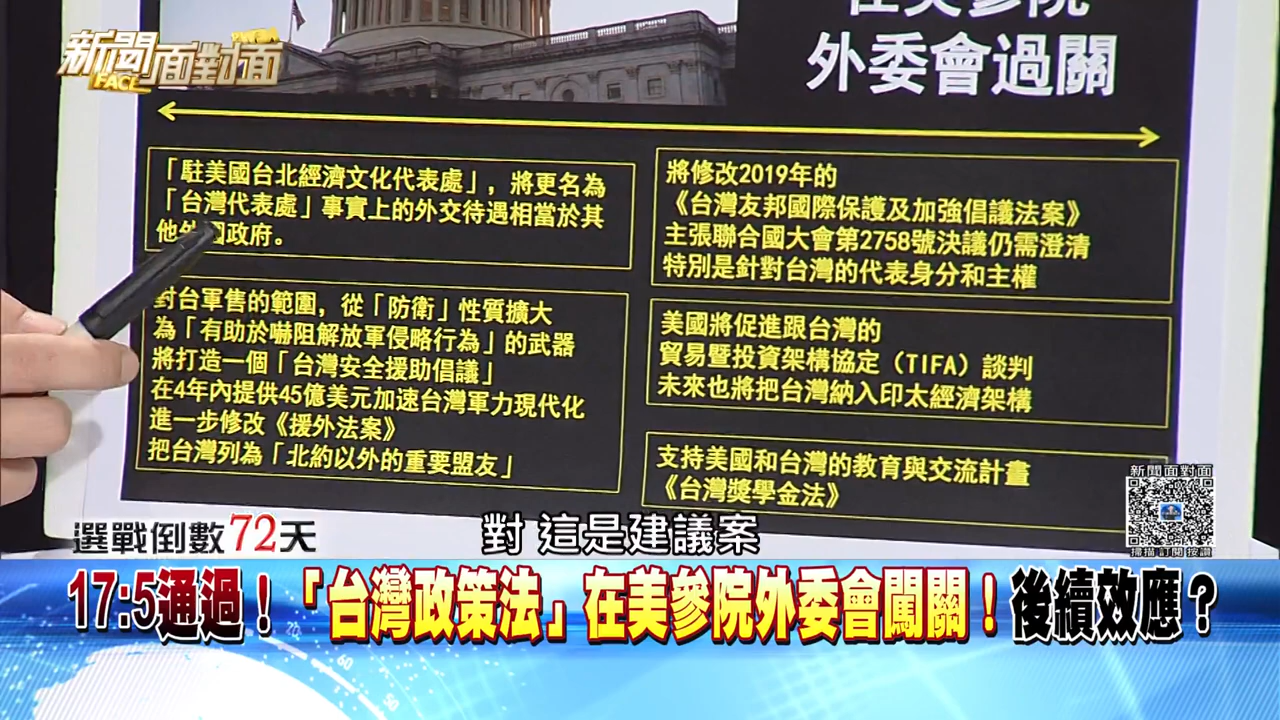 新聞面對面
FACE
在美參院
外委會過關
「駐美國台北經濟文化代表處」,將更名為
「台灣代表處」事實上的外交待遇相當於其
他外國政府。
對台軍售的範圍,從「防衛」性質擴大
為「有助於嚇阻解放軍侵略行為」的武器
將打造一個「台灣安全援助倡議」
在4年內提供45億美元加速台灣軍力現代化
進一步修改《援外法案》
把台灣列為「北約以外的重要盟友」
將修改2019年的
《台灣友邦國際保護及加強倡議法案》
主張聯合國大會第2758號決議仍需澄清
特別是針對台灣的代表身分和主權
美國將促進跟台灣的
貿易暨投資架構協定(TIFA)談判
未來也將把台灣納入印太經濟架構
支持美國和台灣的教育與交流計畫
《台灣獎學金法》
新聞面對面
掃描 訂閱 按讚
選戰倒數72天
對 這是建議案
17:5通過!「台灣政策法」在美參院外委會闖關!後續效應?